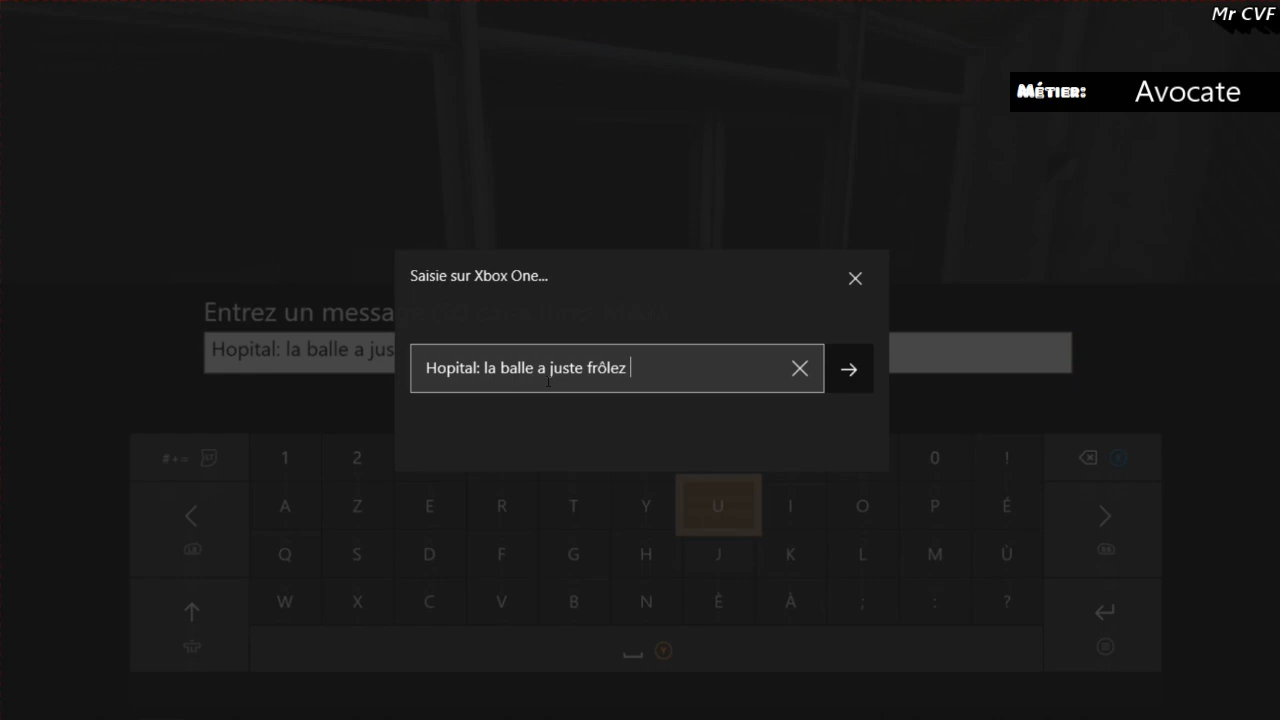 Mr CVF
MÉTIER: Avocate
Saisie sur Xbox One...
Entrez un messa
Hopital: la balle a jus
Hopital: la balle a juste frôlez
#+=
1 2 0 !
A Z E R T Y U I O P É
Q S D F G H J K L M Ù
W X C V B N È À ; : ?